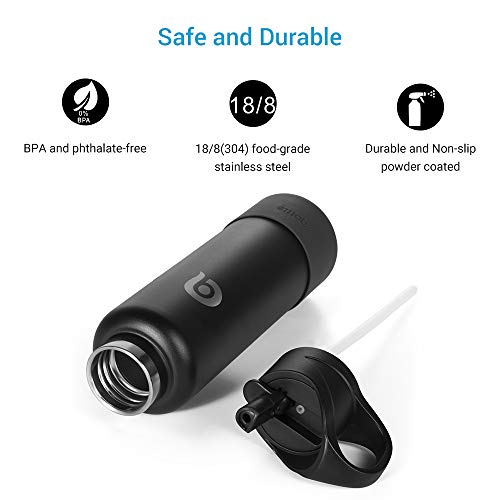 Safe and Durable
0%
BPA
18/8
BPA and phthalate-free
18/8(304) food-grade
stainless steel
Durable and Non-slip
powder coated